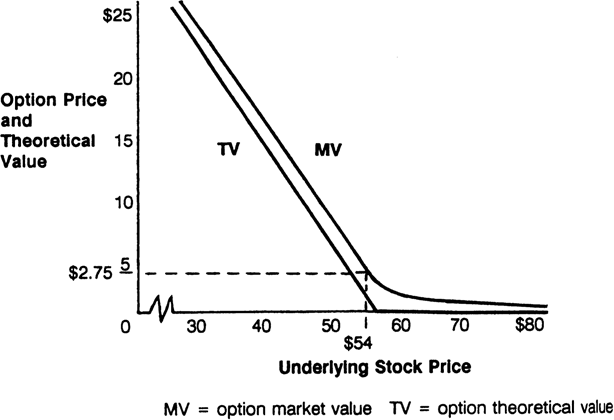 $25
20
Option Price
and
Theoretical
Value
15
TV
MV
10
5
$2.75
0
30
40
50
60
70
$80
$54
Underlying Stock Price
MV = option market value TV = option theoretical value